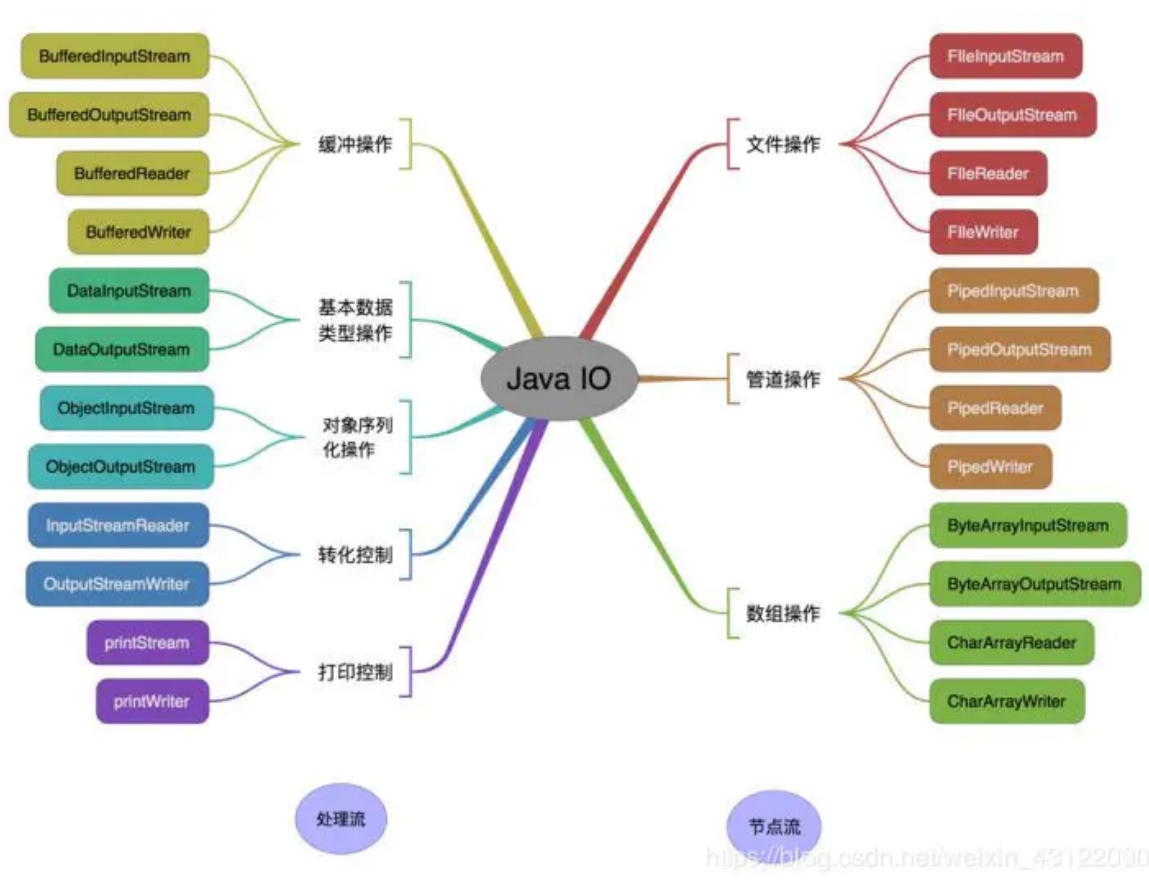 BufferedInputStream
BufferedOutputStream
BufferedReader
BufferedWriter
缓冲操作
DataInputStream
DataOutputStream
基本数据
类型操作
ObjectInputStream
ObjectOutputStream
对象序列
化操作
InputStreamReader
OutputStreamWriter
转化控制
printStream
printWriter
打印控制
Java IO
文件操作
FIleInputStream
FIleOutputStream
FIleReader
FIleWriter
管道操作
PipedInputStream
PipedOutputStream
PipedReader
PipedWriter
数组操作
ByteArrayInputStream
ByteArrayOutputStream
CharArrayReader
CharArrayWriter
处理流
节点流
https://blog.csdn.net/weixin_43122090